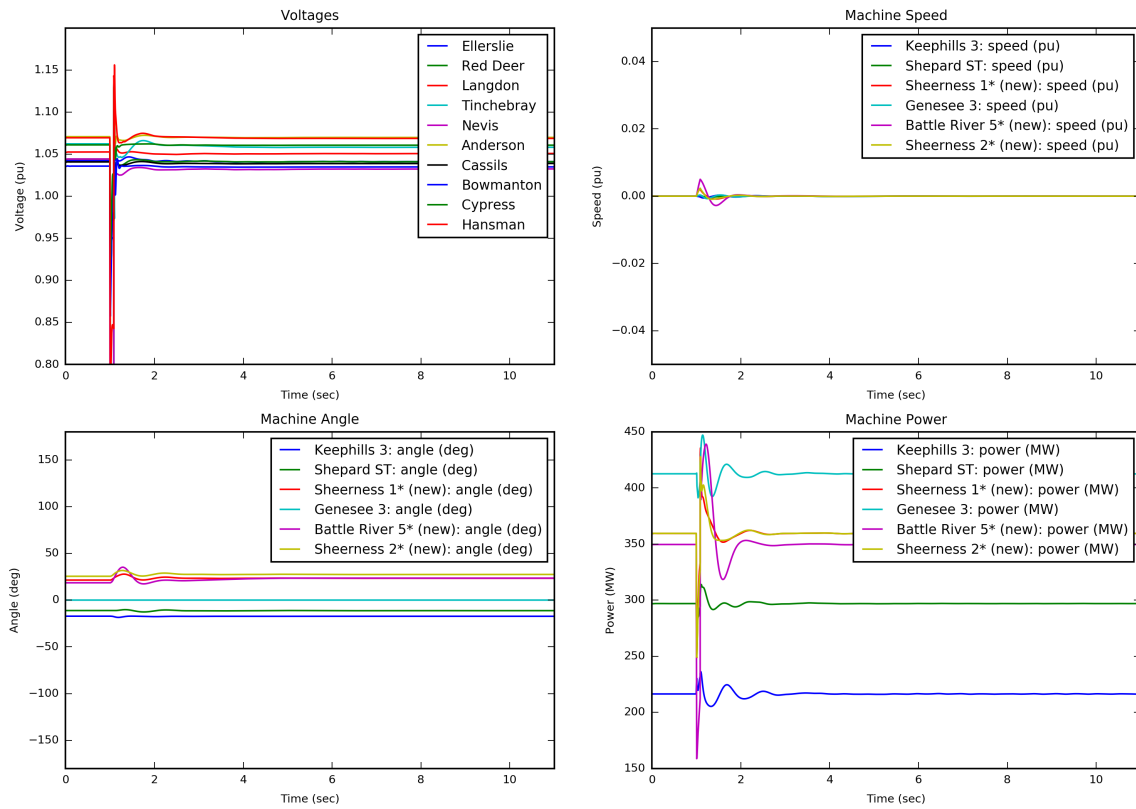 Voltages
1.15
1.10
1.05
1.00
0.95
0.90
0.85
0.80
Voltage (pu)
0
2
4
6
8
10
Time (sec)
Ellerslie
Red Deer
Langdon
Tinchebray
Nevis
Anderson
Cassils
Bowmanton
Cypress
Hansman
Machine Speed
0.04
0.02
0.00
−0.02
−0.04
Speed (pu)
0
2
4
6
8
10
Time (sec)
Keephills 3: speed (pu)
Shepard ST: speed (pu)
Sheerness 1* (new): speed (pu)
Genesee 3: speed (pu)
Battle River 5* (new): speed (pu)
Sheerness 2* (new): speed (pu)
Machine Angle
150
100
50
0
−50
−100
−150
Angle (deg)
0
2
4
6
8
10
Time (sec)
Keephills 3: angle (deg)
Shepard ST: angle (deg)
Sheerness 1* (new): angle (deg)
Genesee 3: angle (deg)
Battle River 5* (new): angle (deg)
Sheerness 2* (new): angle (deg)
Machine Power
450
400
350
300
250
200
150
Power (MW)
0
2
4
6
8
10
Time (sec)
Keephills 3: power (MW)
Shepard ST: power (MW)
Sheerness 1* (new): power (MW)
Genesee 3: power (MW)
Battle River 5* (new): power (MW)
Sheerness 2* (new): power (MW)